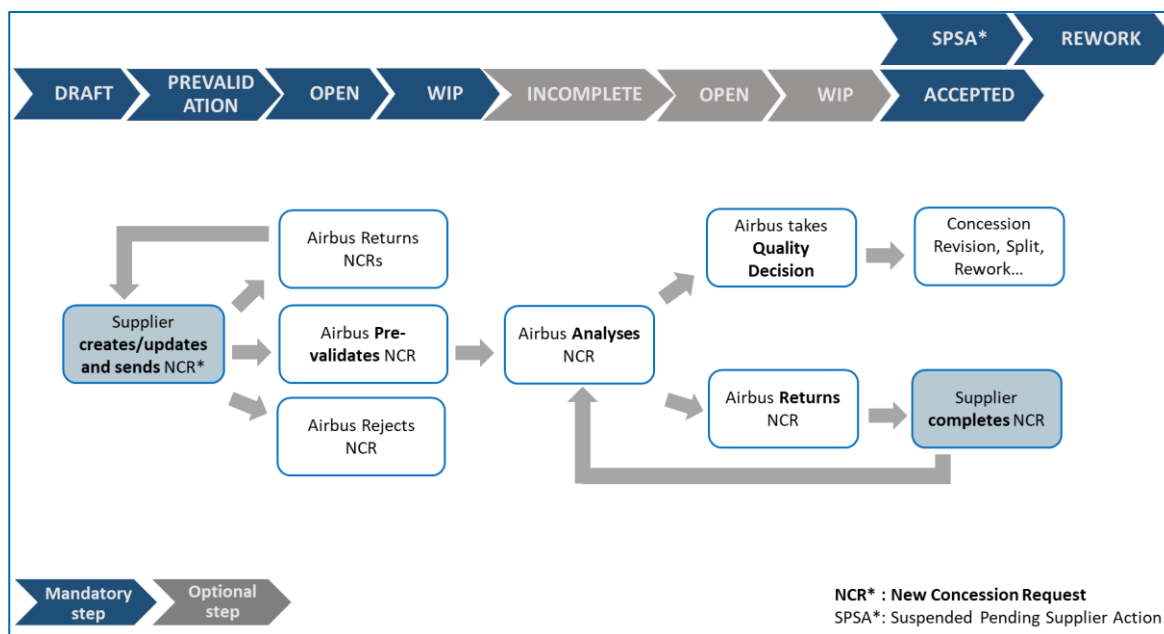 SPSA*
REWORK
DRAFT
PREVALID
ATION
OPEN
WIP
INCOMPLETE
OPEN
WIP
ACCEPTED
Airbus Returns
NCRs
Airbus takes
Quality
Decision
Concession
Revision, Split,
Rework...
Supplier
creates/updates
and sends NCR*
Airbus Pre-
validates NCR
Airbus Analyses
NCR
Airbus Rejects
NCR
Airbus Returns
NCR
Supplier
completes NCR
Mandatory
step
Optional
step
NCR* : New Concession Request
SPSA*: Suspended Pending Supplier Action